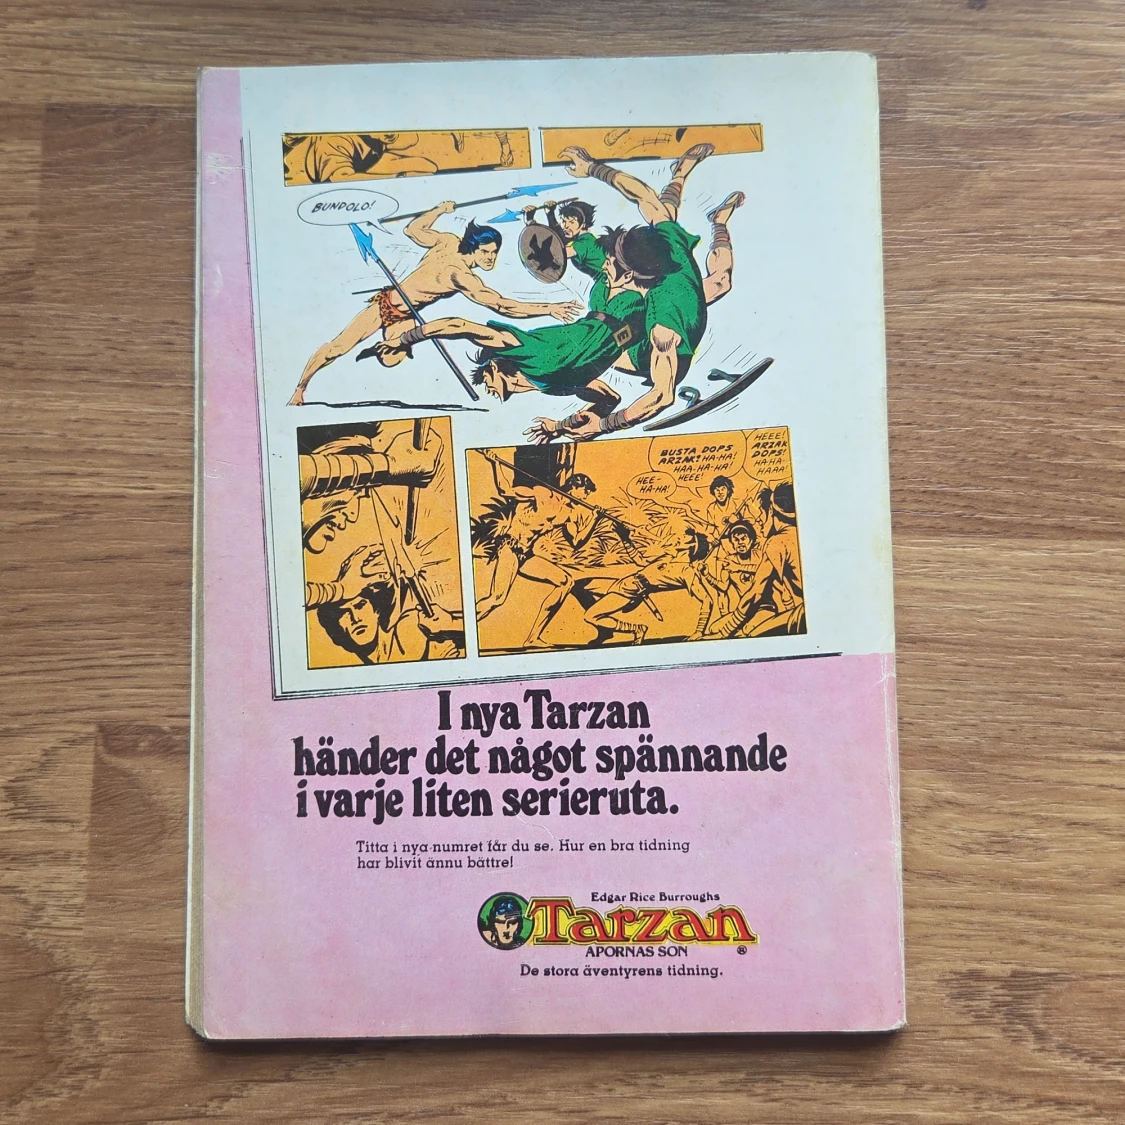 BUNDOLO!
BUSTA DOPS
ARZAK! HA-HA!
HAA-HA-HA!
HEEE!
HEEE!
ARZAK
DOPS!
HA-HA-
HAAA!
HEE-
HA-HA!
I nya Tarzan
händer det något spännande
i varje liten serieruta.
Titta i nya numret får du se. Hur en bra tidning
har blivit ännu bättre!
Edgar Rice Burroughs
Tarzan
APORNAS SON ®
De stora äventyrens tidning.
E